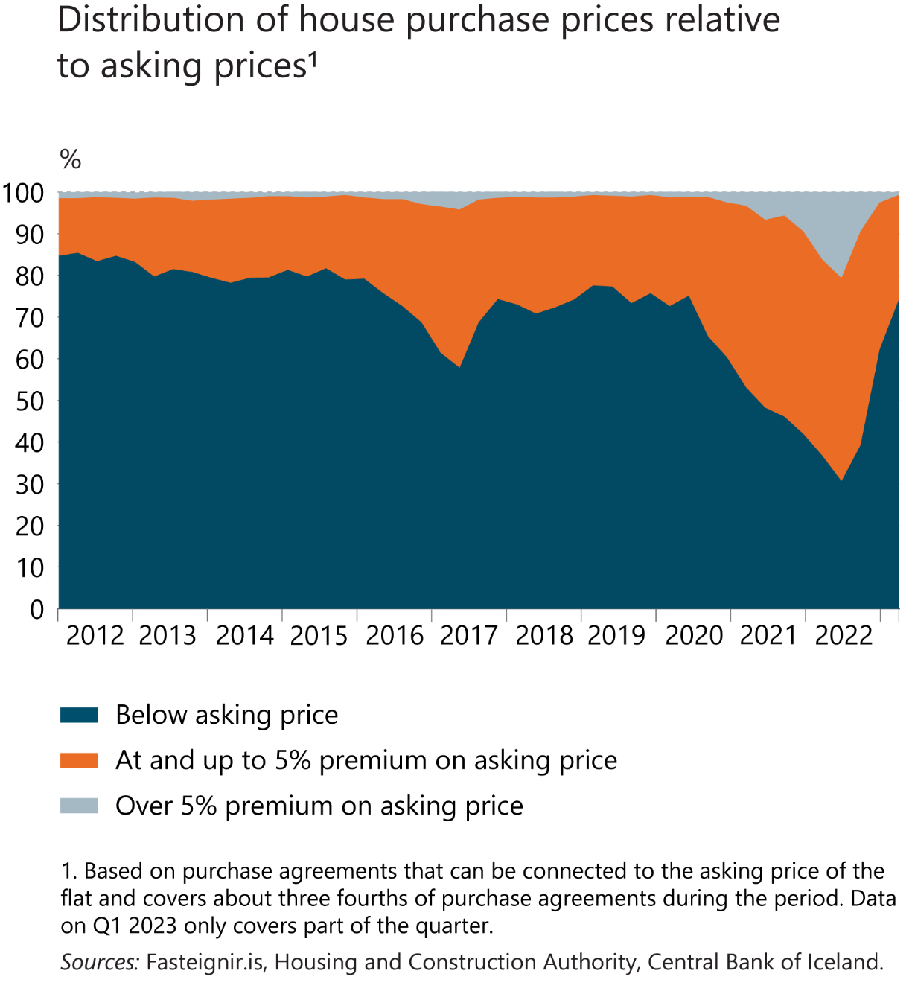 Distribution of house purchase prices relative
to asking prices¹
%
100
90
80
70
60
50
40
30
20
10
0
2012 2013 2014 2015 2016 2017 2018 2019 2020 2021 2022
Below asking price
At and up to 5% premium on asking price
Over 5% premium on asking price
1. Based on purchase agreements that can be connected to the asking price of the
flat and covers about three fourths of purchase agreements during the period. Data
on Q1 2023 only covers part of the quarter.
Sources: Fasteignir.is, Housing and Construction Authority, Central Bank of Iceland.